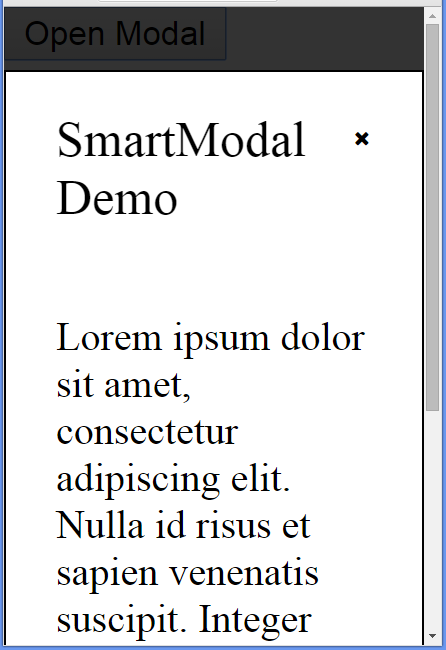 Open Modal
SmartModal
Demo
Lorem ipsum dolor
sit amet,
consectetur
adipiscing elit.
Nulla id risus et
sapien venenatis
suscipit. Integer